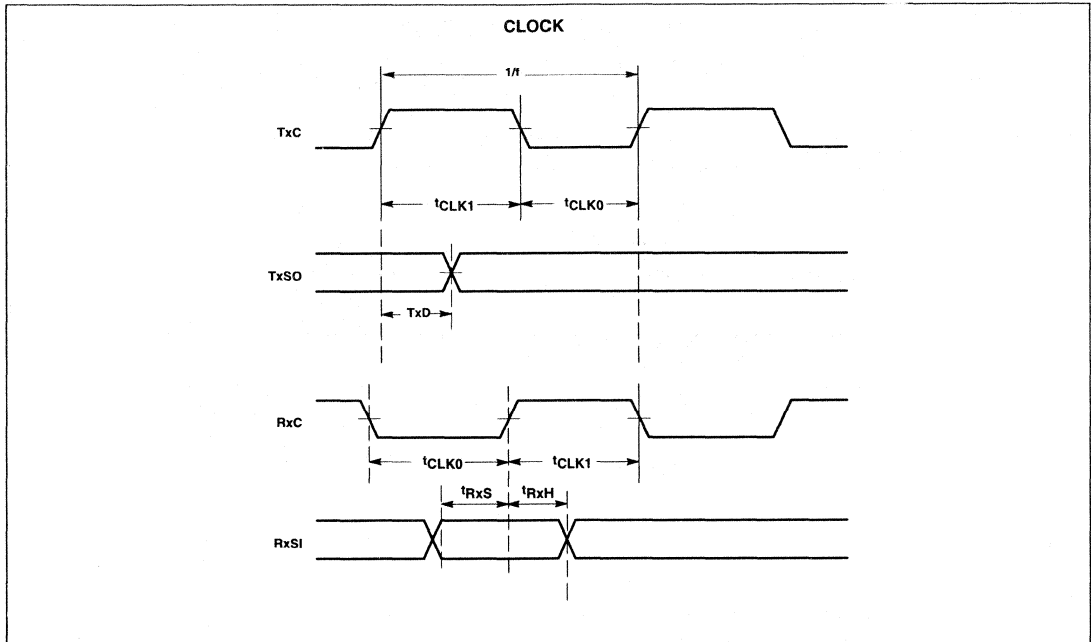 CLOCK
1/f
TxC
tCLK1
tCLK0
TxSO
TxD
RxC
tCLK0
tCLK1
tRxS
tRxH
RxSI